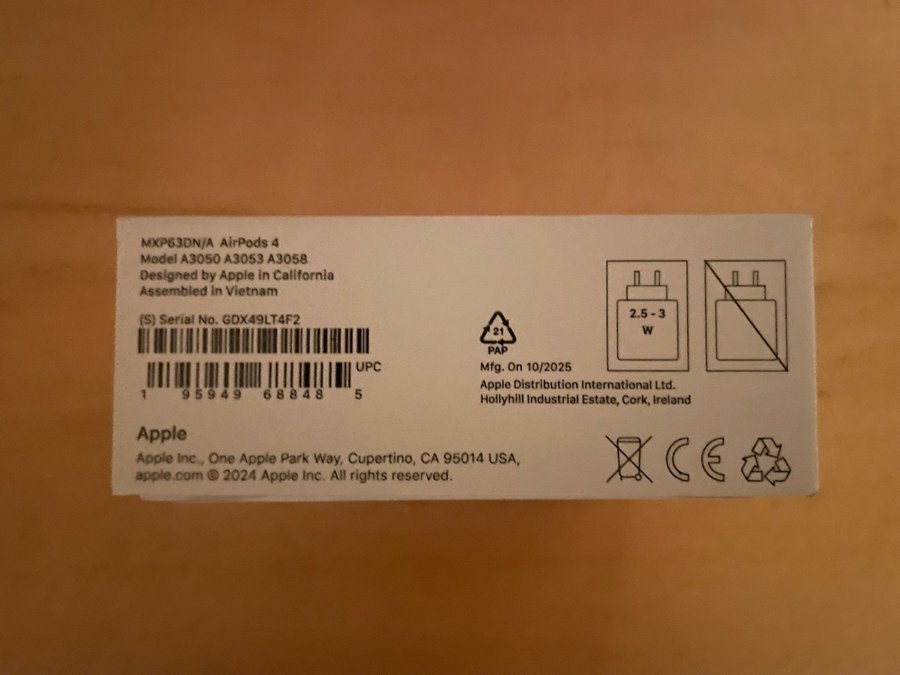 MXP63DN/A AirPods 4
Model A3050 A3053 A3058
Designed by Apple in California
Assembled in Vietnam
(S) Serial No. GDX49LT4F2
UPC
1 95949 68848 5
Apple
Apple Inc., One Apple Park Way, Cupertino, CA 95014 USA,
apple.com © 2024 Apple Inc. All rights reserved.
21
PAP
Mfg. On 10/2025
Apple Distribution International Ltd.
Hollyhill Industrial Estate, Cork, Ireland
2.5 - 3
W
CE